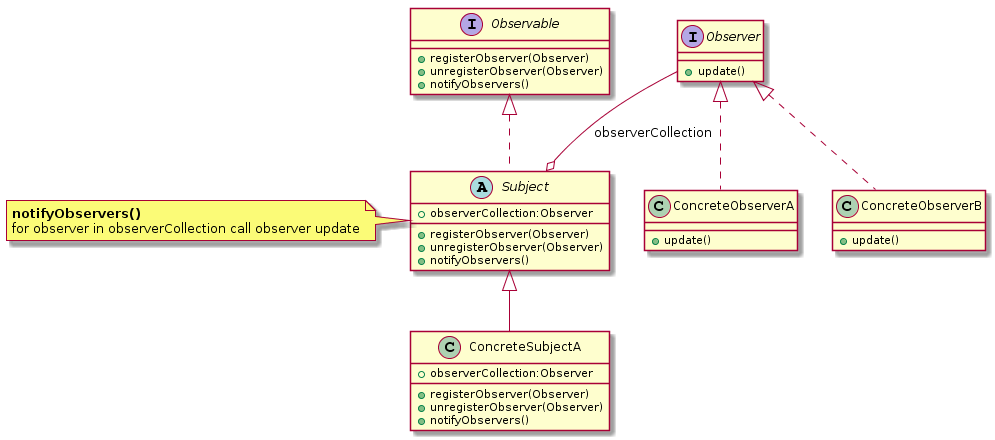 I Observable
registerObserver(Observer)
unregisterObserver(Observer)
notifyObservers()
I Observer
update()
observerCollection
A Subject
observerCollection:Observer
registerObserver(Observer)
unregisterObserver(Observer)
notifyObservers()
notifyObservers()
for observer in observerCollection call observer update
C ConcreteObserverA
update()
C ConcreteObserverB
update()
C ConcreteSubjectA
observerCollection:Observer
registerObserver(Observer)
unregisterObserver(Observer)
notifyObservers()